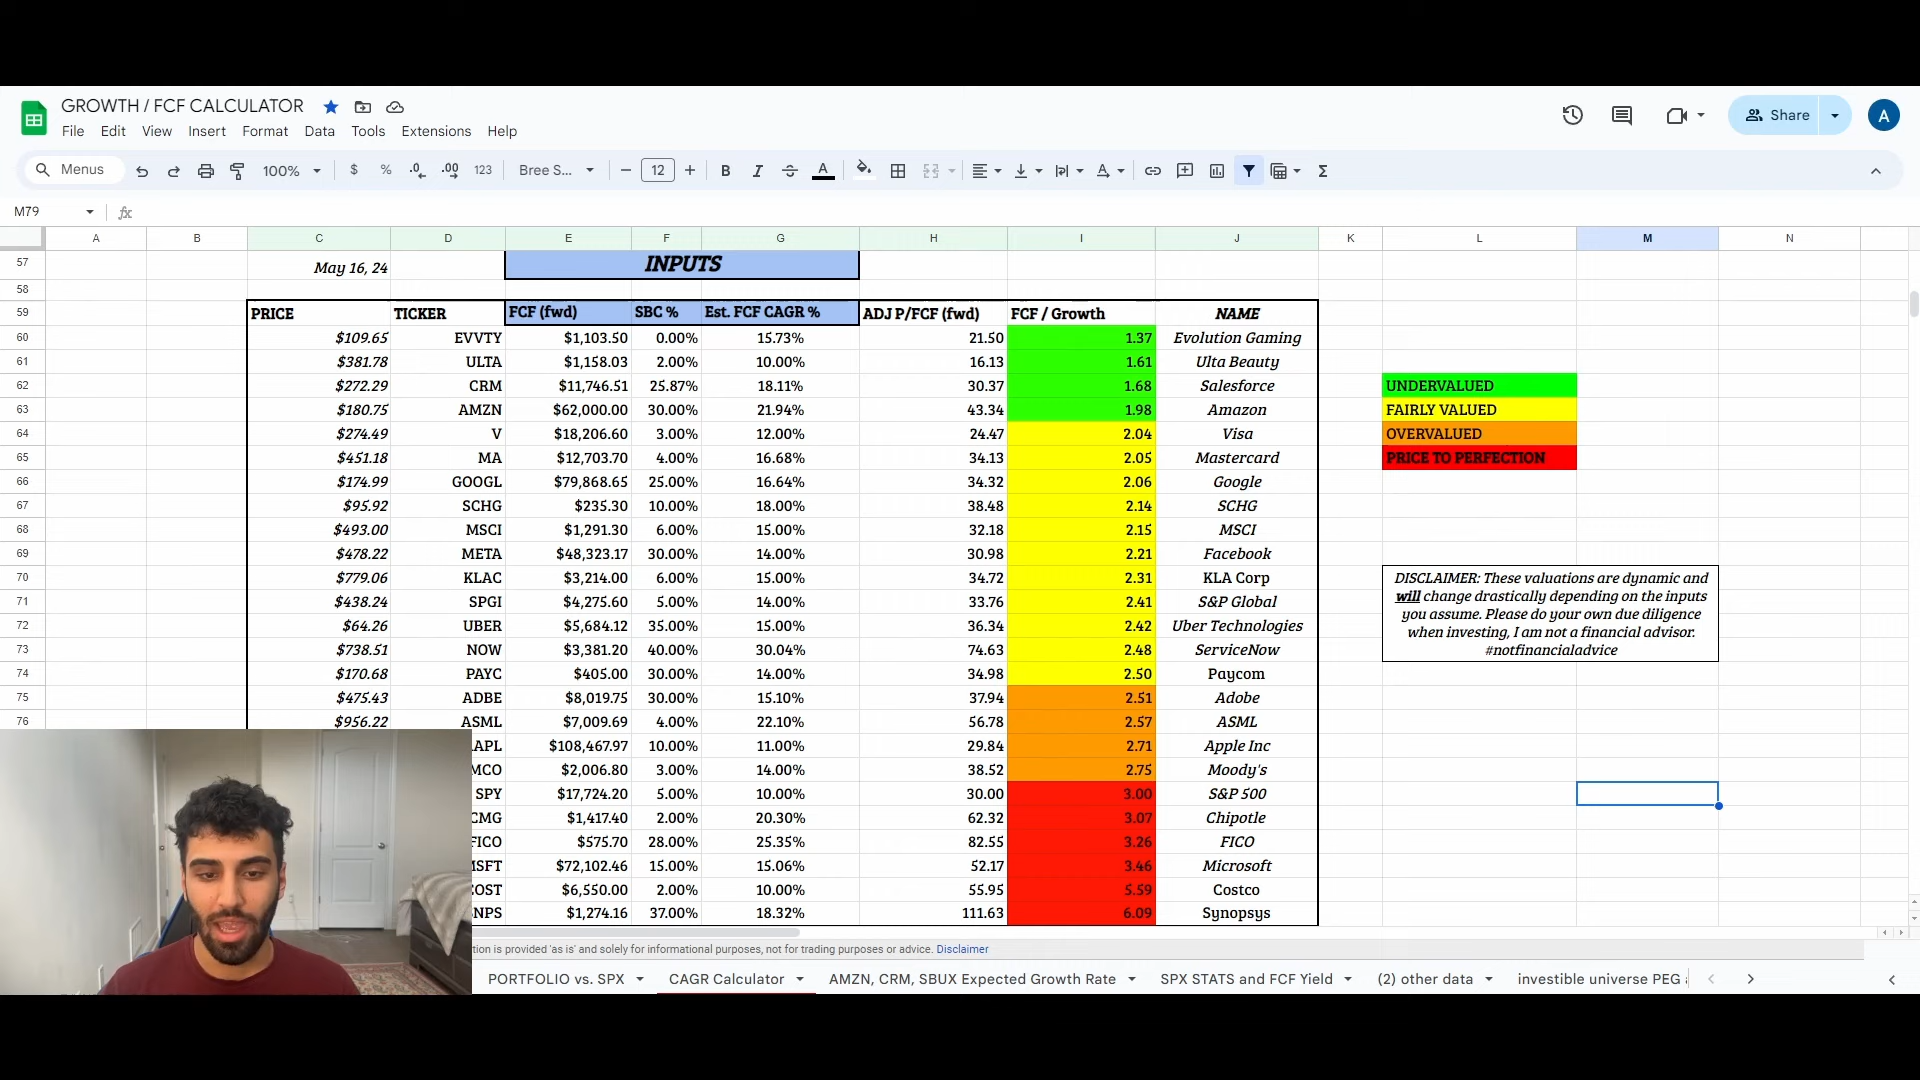 GROWTH / FCF CALCULATOR
File Edit View Insert Format Data Tools Extensions Help
Share
A
Menus 100% $ % .0 .00 123 Bree S... 12 B I A
M79 fx
A B C D E F G H I J K L M N
57 May 16, 24 INPUTS
58
59 PRICE TICKER FCF (fwd) SBC % Est. FCF CAGR % ADJ P/FCF (fwd) FCF / Growth NAME
60 $109.65 EVVTY $1,103.50 0.00% 15.73% 21.50 1.37 Evolution Gaming
61 $381.78 ULTA $1,158.03 2.00% 10.00% 16.13 1.61 Ulta Beauty
62 $272.29 CRM $11,746.51 25.87% 18.11% 30.37 1.68 Salesforce UNDERVALUED
63 $180.75 AMZN $62,000.00 30.00% 21.94% 43.34 1.98 Amazon FAIRLY VALUED
64 $274.49 V $18,206.60 3.00% 12.00% 24.47 2.04 Visa OVERVALUED
65 $451.18 MA $12,703.70 4.00% 16.68% 34.13 2.05 Mastercard PRICE TO PERFECTION
66 $174.99 GOOGL $79,868.65 25.00% 16.64% 34.32 2.06 Google
67 $95.92 SCHG $235.30 10.00% 18.00% 38.48 2.14 SCHG
68 $493.00 MSCI $1,291.30 6.00% 15.00% 32.18 2.15 MSCI
69 $478.22 META $48,323.17 30.00% 14.00% 30.98 2.21 Facebook
70 $779.06 KLAC $3,214.00 6.00% 15.00% 34.72 2.31 KLA Corp
71 $438.24 SPGI $4,275.60 5.00% 14.00% 33.76 2.41 S&P Global
72 $64.26 UBER $5,684.12 35.00% 15.00% 36.34 2.42 Uber Technologies
73 $738.51 NOW $3,381.20 40.00% 30.04% 74.63 2.48 ServiceNow
74 $170.68 PAYC $405.00 30.00% 14.00% 34.98 2.50 Paycom
75 $475.43 ADBE $8,019.75 30.00% 15.10% 37.94 2.51 Adobe
76 $956.22 ASML $7,009.69 4.00% 22.10% 56.78 2.57 ASML
APL $108,467.97 10.00% 11.00% 29.84 2.71 Apple Inc
MCO $2,006.80 3.00% 14.00% 38.52 2.75 Moody's
SPY $17,724.20 5.00% 10.00% 30.00 3.00 S&P 500
CMG $1,417.40 2.00% 20.30% 62.32 3.07 Chipotle
FICO $575.70 28.00% 25.35% 82.55 3.26 FICO
MSFT $72,102.46 15.00% 15.06% 52.17 3.46 Microsoft
COST $6,550.00 2.00% 10.00% 55.95 5.59 Costco
NPS $1,274.16 37.00% 18.32% 111.63 6.09 Synopsys
DISCLAIMER: These valuations are dynamic and
will change drastically depending on the inputs
you assume. Please do your own due diligence
when investing, I am not a financial advisor.
#notfinancialadvice
tion is provided 'as is' and solely for informational purposes, not for trading purposes or advice. Disclaimer
PORTFOLIO vs. SPX CAGR Calculator AMZN, CRM, SBUX Expected Growth Rate SPX STATS and FCF Yield (2) other data investible universe PEG